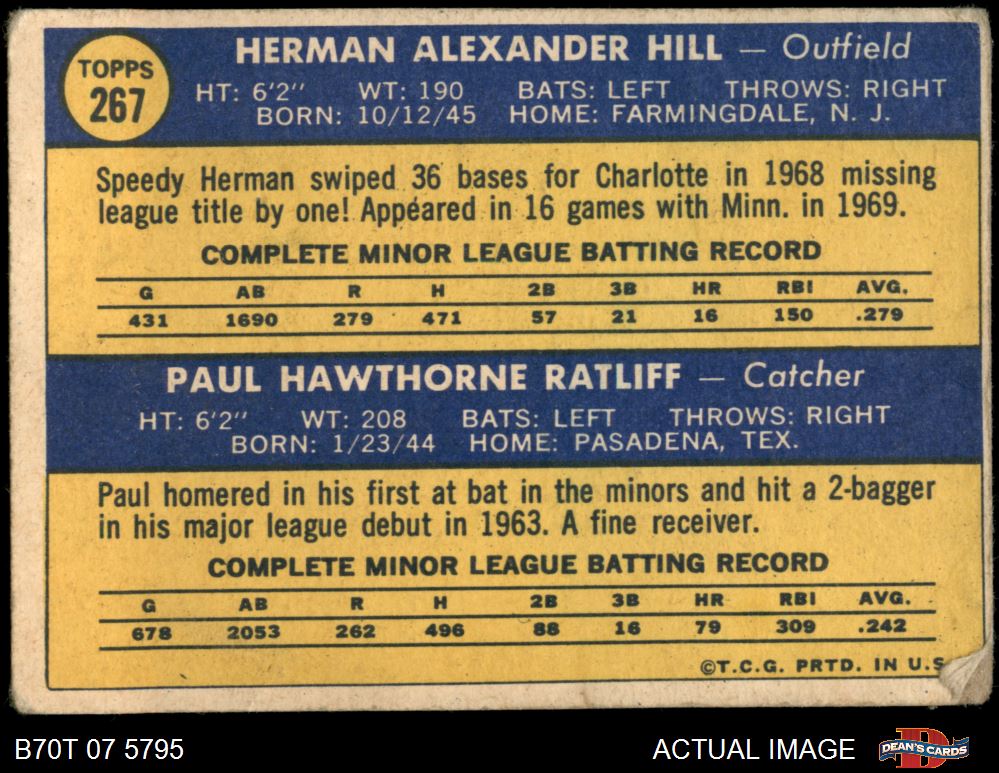 TOPPS
267
HERMAN ALEXANDER HILL — Outfield
HT: 6'2" WT: 190 BATS: LEFT THROWS: RIGHT
BORN: 10/12/45 HOME: FARMINGDALE, N. J.
Speedy Herman swiped 36 bases for Charlotte in 1968 missing
league title by one! Appeared in 16 games with Minn. in 1969.
COMPLETE MINOR LEAGUE BATTING RECORD
G AB R H 2B 3B HR RBI AVG.
431 1690 279 471 57 21 16 150 .279
PAUL HAWTHORNE RATLIFF — Catcher
HT: 6'2" WT: 208 BATS: LEFT THROWS: RIGHT
BORN: 1/23/44 HOME: PASADENA, TEX.
Paul homered in his first at bat in the minors and hit a 2-bagger
in his major league debut in 1963. A fine receiver.
COMPLETE MINOR LEAGUE BATTING RECORD
G AB R H 2B 3B HR RBI AVG.
678 2053 262 496 88 16 79 309 .242
©T.C.G. PRTD. IN U.S
B70T 07 5795 ACTUAL IMAGE DEAN'S CARDS